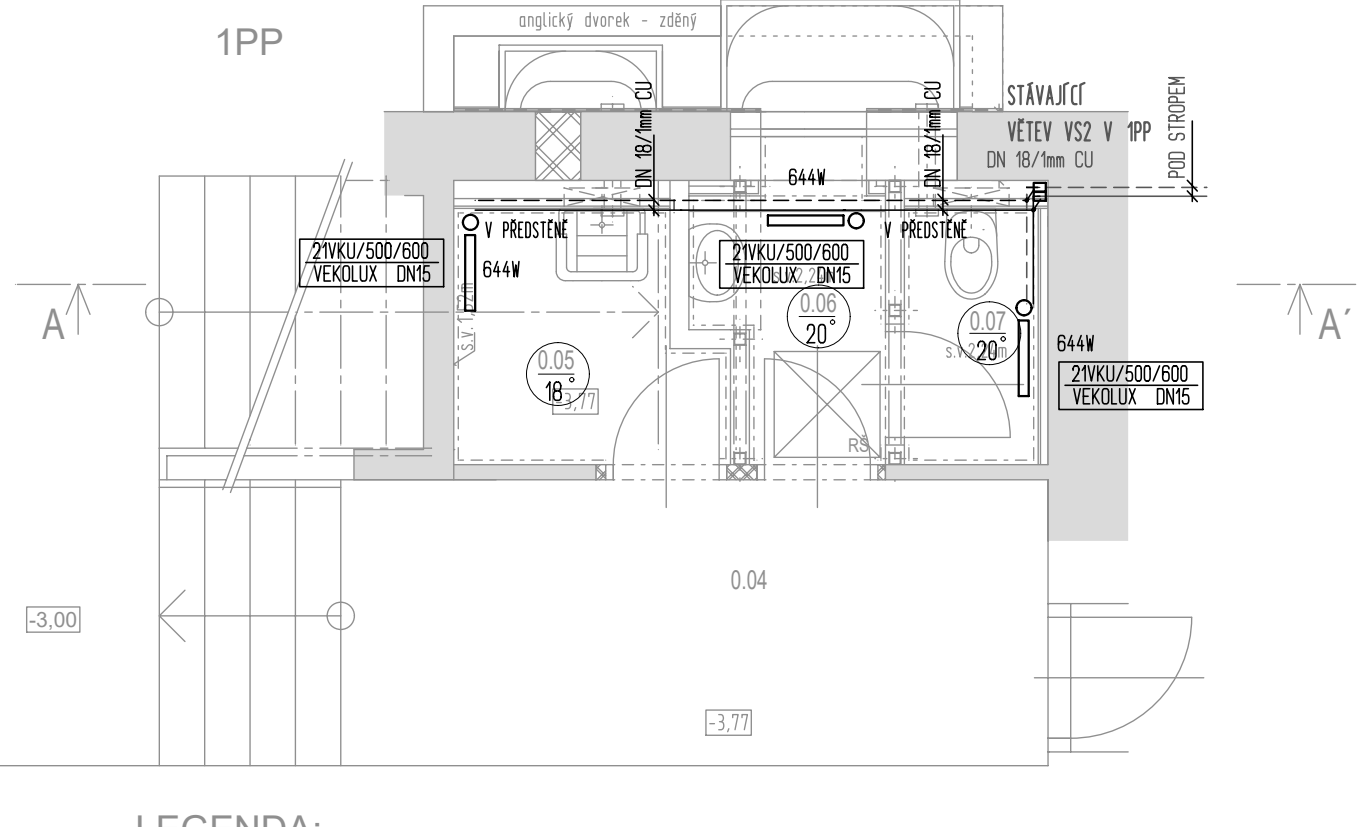 1PP
anglický dvorek - zděný
STÁVAJÍCÍ
VĚTEV VS2 V 1PP
DN 18/1mm CU
POD STROPEM
DN 18/1mm CU
DN 18/1mm CU
644W
V PŘEDSTĚNĚ
V PŘEDSTĚNĚ
21VKU/500/600
VEKOLUX DN15
644W
21VKU/500/600
VEKOLUX DN15
s.v. 1,62m
0.06
20°
0.07
20°
644W
21VKU/500/600
VEKOLUX DN15
0.05
18°
-3,77
RŠ
A
A´
0.04
-3,00
-3,77
LEGENDA: